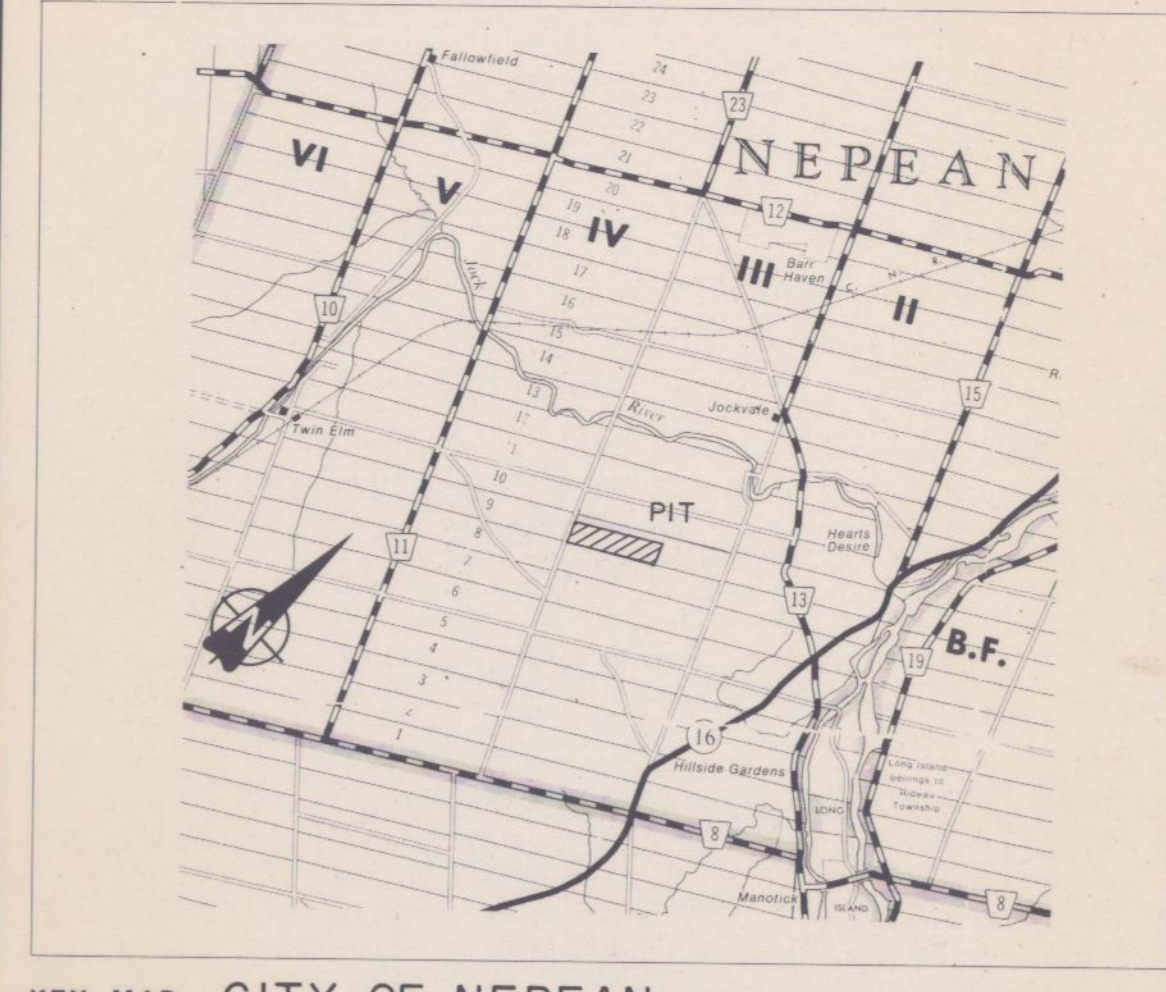 Fallowfield
24
23
22
21
20
19
18
17
16
15
14
13
12
10
9
8
7
6
5
4
3
1
23
NEPEAN
VI
V
IV
12
III
Barr
Haven
C. N. R.
II
Jock
10
15
R.
River
Jockvale
Twin Elm
PIT
11
Hearts
Desire
13
N
B.F.
19
16
Hillside Gardens
Long Island
belongs to
Rideau
Township
LONG
8
Manotick
ISLAND
8
KEY MAP CITY OF NEPEAN